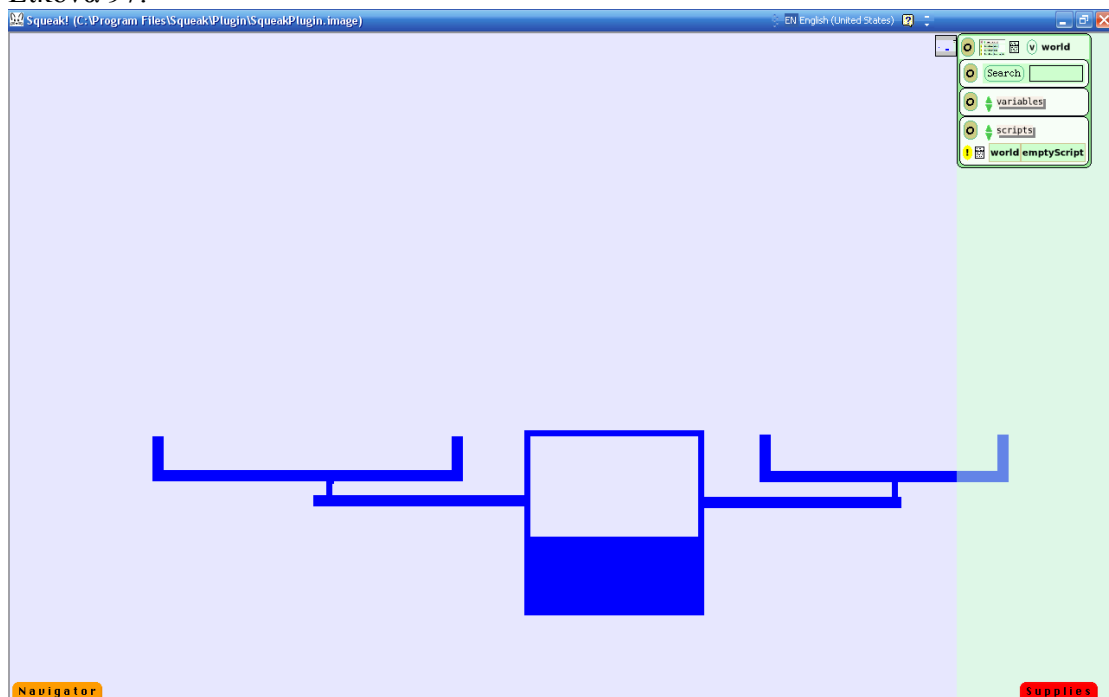 Squeak! (C:\Program Files\Squeak\Plugin\SqueakPlugin.image)
EN English (United States)
v world
Search
variables
scripts
! world emptyScript
Navigator
Supplies